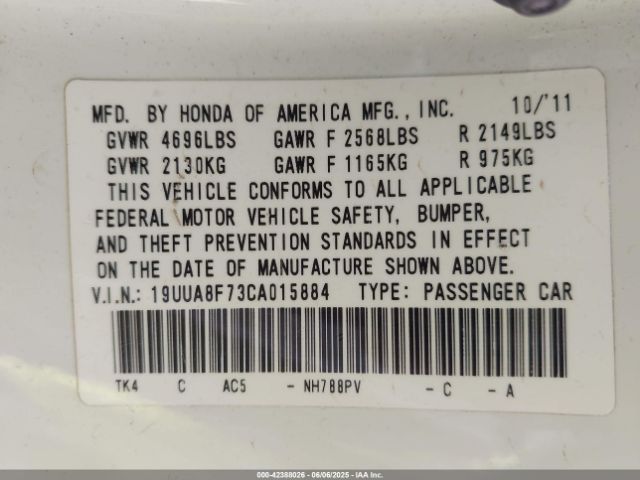 MFD. BY HONDA OF AMERICA MFG., INC. 10/'11
GVWR 4696LBS GAWR F 2568LBS R 2149LBS
GVWR 2130KG GAWR F 1165KG R 975KG
THIS VEHICLE CONFORMS TO ALL APPLICABLE
FEDERAL MOTOR VEHICLE SAFETY, BUMPER,
AND THEFT PREVENTION STANDARDS IN EFFECT
ON THE DATE OF MANUFACTURE SHOWN ABOVE.
V.I.N.: 19UUA8F73CA015884 TYPE: PASSENGER CAR
TK4 C AC5 - NH788PV - C - A
000-42388026 - 06/06/2025 - IAA Inc.